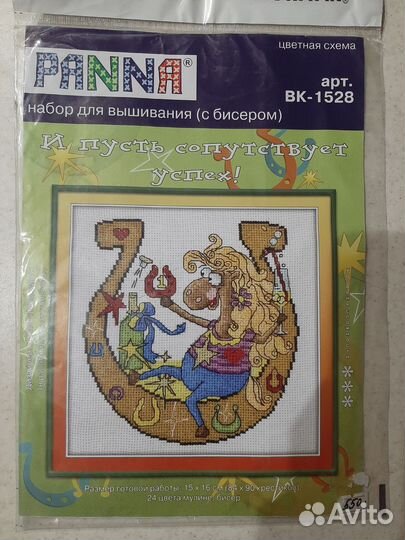 PANNA®
цветная схема
арт.
ВК-1528
набор для вышивания (с бисером)
И пусть сопутствует
успех!
1
Размер готовой работы: 15 х 16 см (84 х 90 крестиков)
24 цвета мулине, бисер
Avito